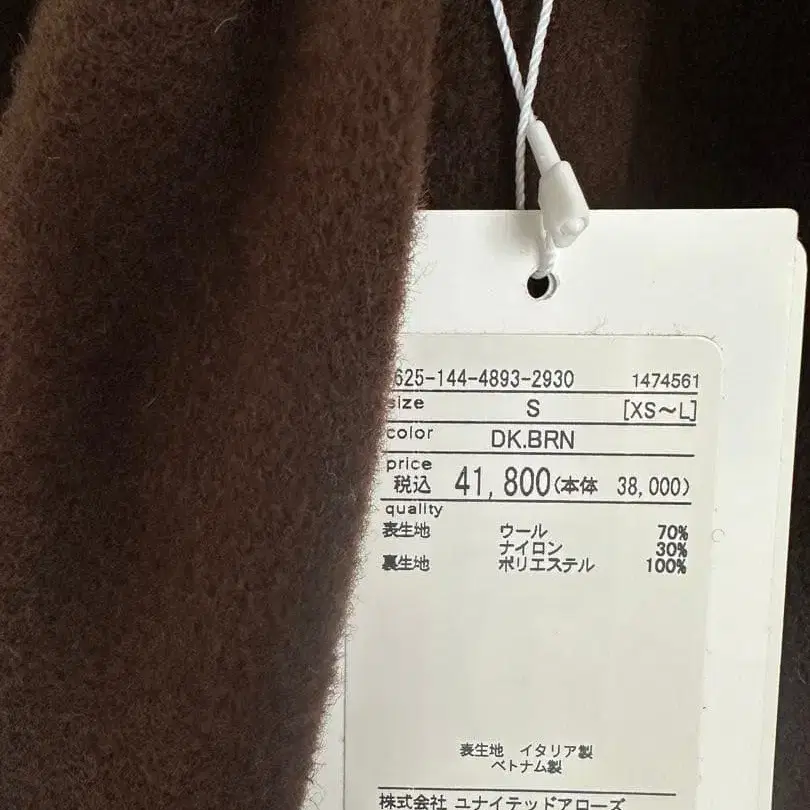 625-144-4893-2930 1474561
size S [XS~L]
color DK.BRN
price
税込 41,800(本体 38,000)
quality
表生地 ウール 70%
ナイロン 30%
裏生地 ポリエステル 100%
表生地 イタリア製
ベトナム製
株式会社 ユナイテッドアローズ